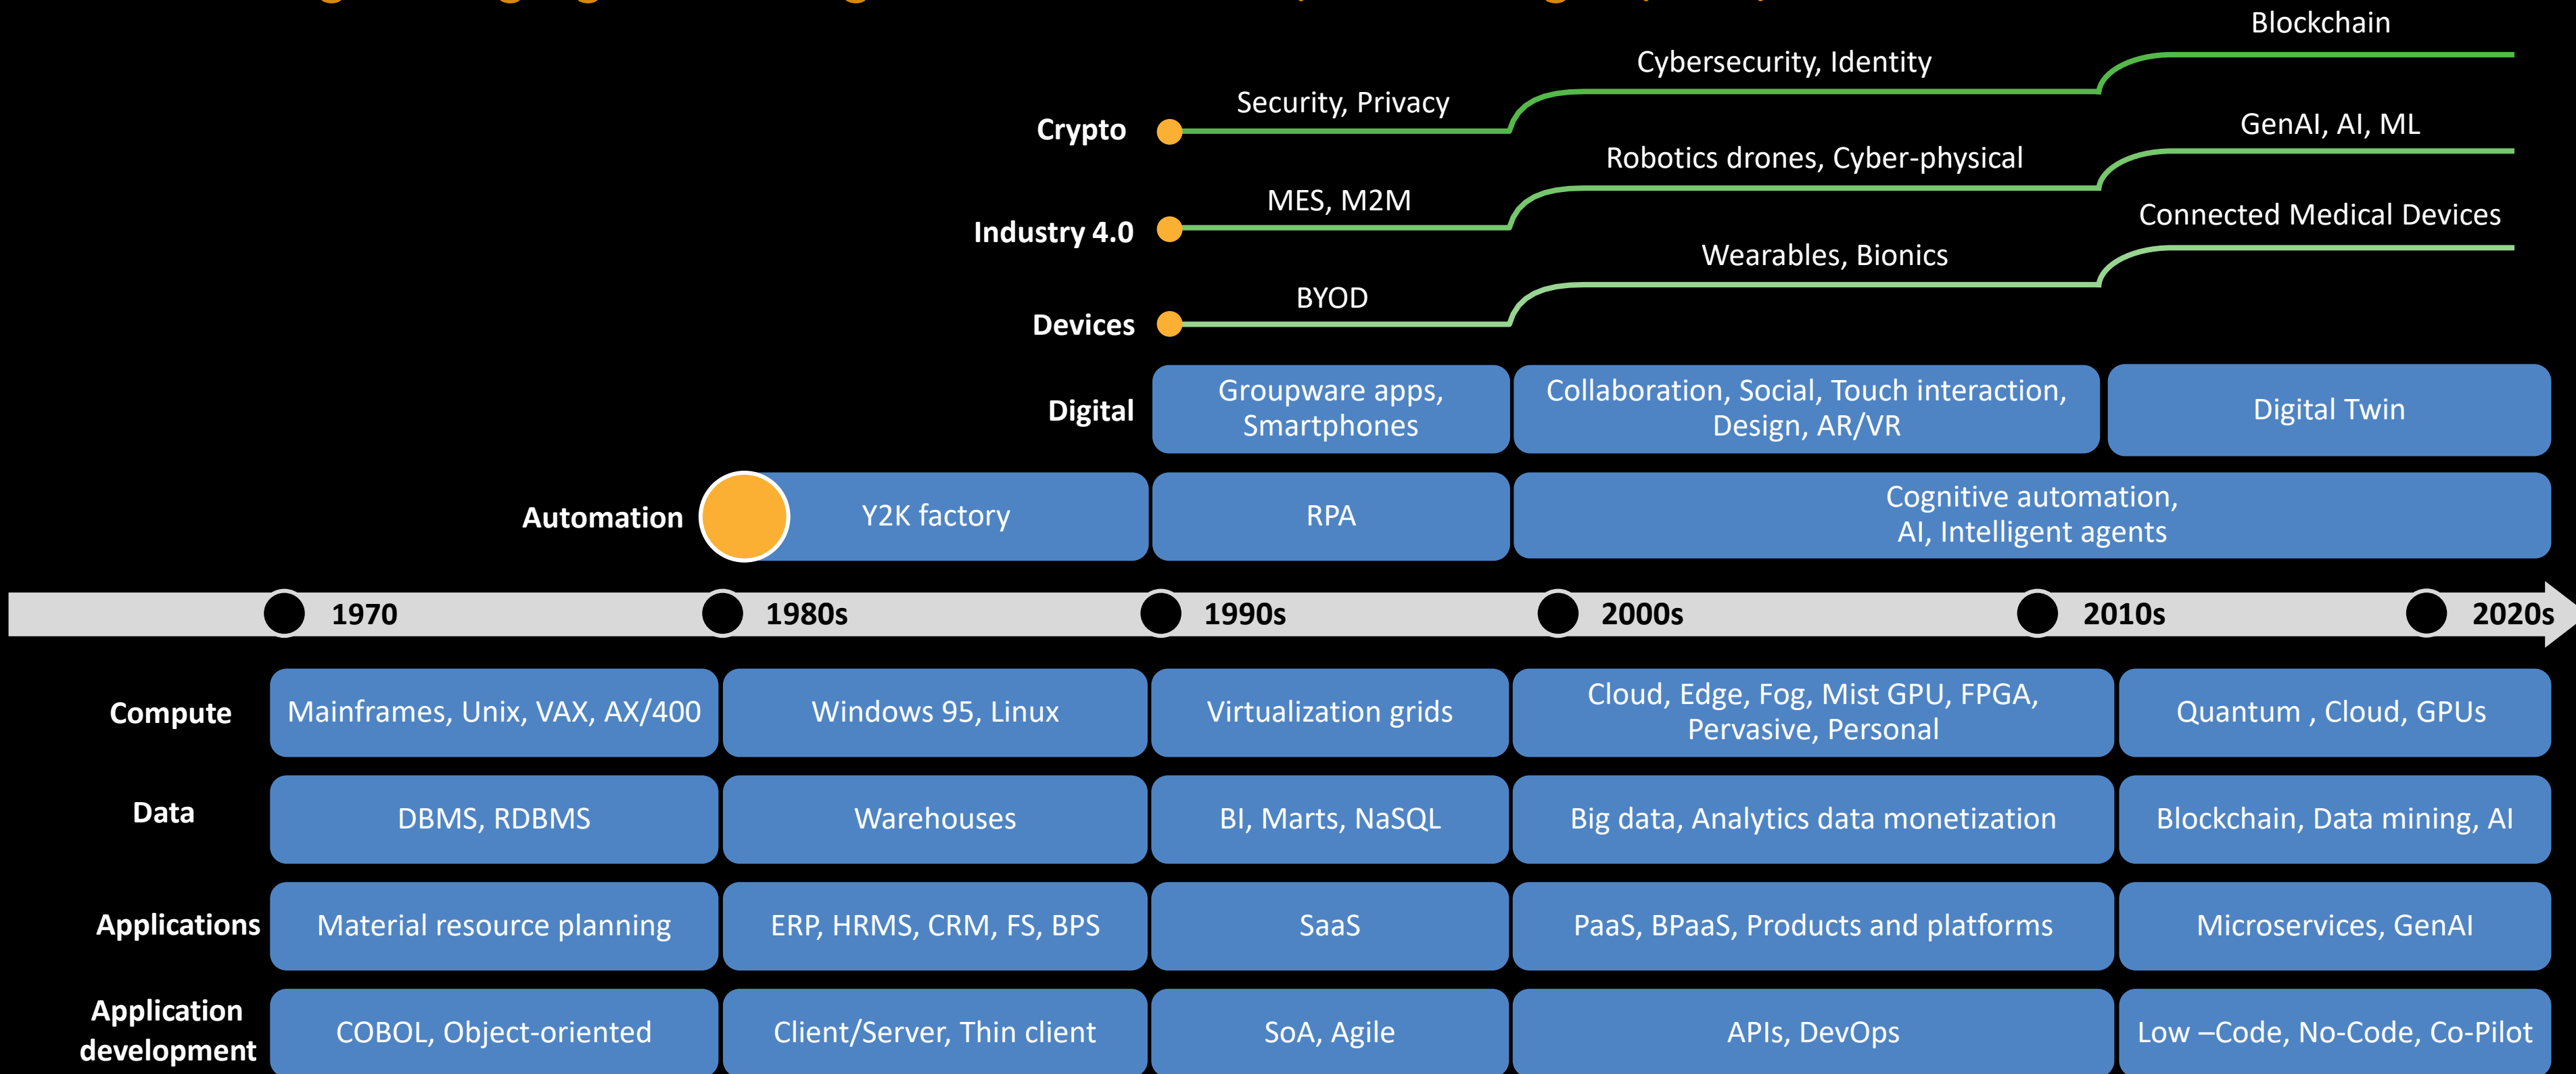 Blockchain
Cybersecurity, Identity
Security, Privacy
Crypto
GenAI, AI, ML
Robotics drones, Cyber-physical
MES, M2M
Industry 4.0
Connected Medical Devices
Wearables, Bionics
BYOD
Devices
Digital
Groupware apps,
Smartphones
Collaboration, Social, Touch interaction,
Design, AR/VR
Digital Twin
Automation
Y2K factory
RPA
Cognitive automation,
AI, Intelligent agents
1970
1980s
1990s
2000s
2010s
2020s
Compute
Mainframes, Unix, VAX, AX/400
Windows 95, Linux
Virtualization grids
Cloud, Edge, Fog, Mist GPU, FPGA,
Pervasive, Personal
Quantum , Cloud, GPUs
Data
DBMS, RDBMS
Warehouses
BI, Marts, NaSQL
Big data, Analytics data monetization
Blockchain, Data mining, AI
Applications
Material resource planning
ERP, HRMS, CRM, FS, BPS
SaaS
PaaS, BPaaS, Products and platforms
Microservices, GenAI
Application
development
COBOL, Object-oriented
Client/Server, Thin client
SoA, Agile
APIs, DevOps
Low –Code, No-Code, Co-Pilot